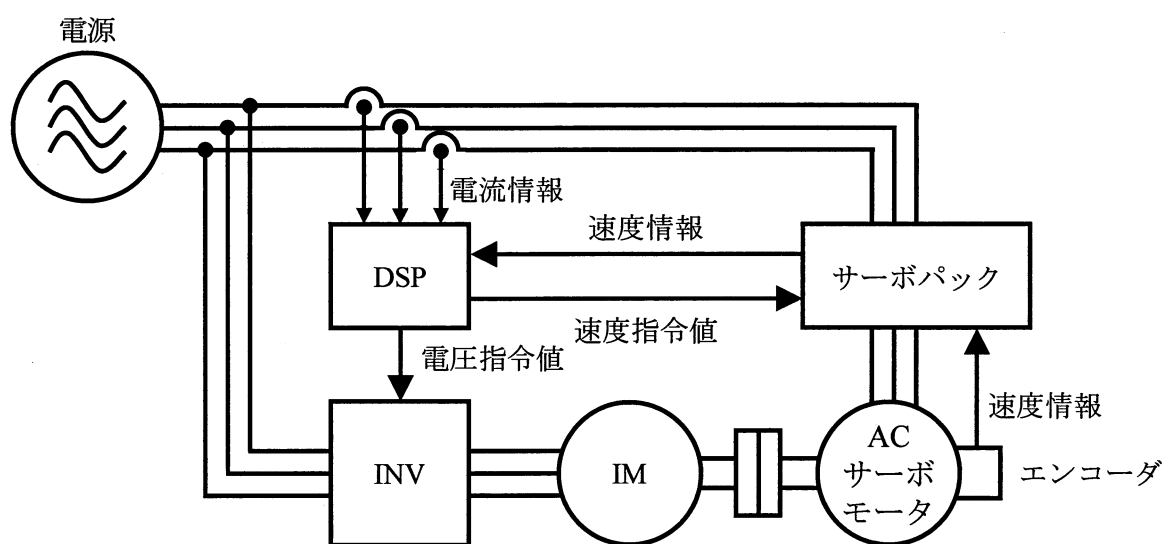 電源
電流情報
速度情報
DSP
サーボパック
速度指令値
電圧指令値
速度情報
INV
IM
AC
サーボ
モータ
エンコーダ